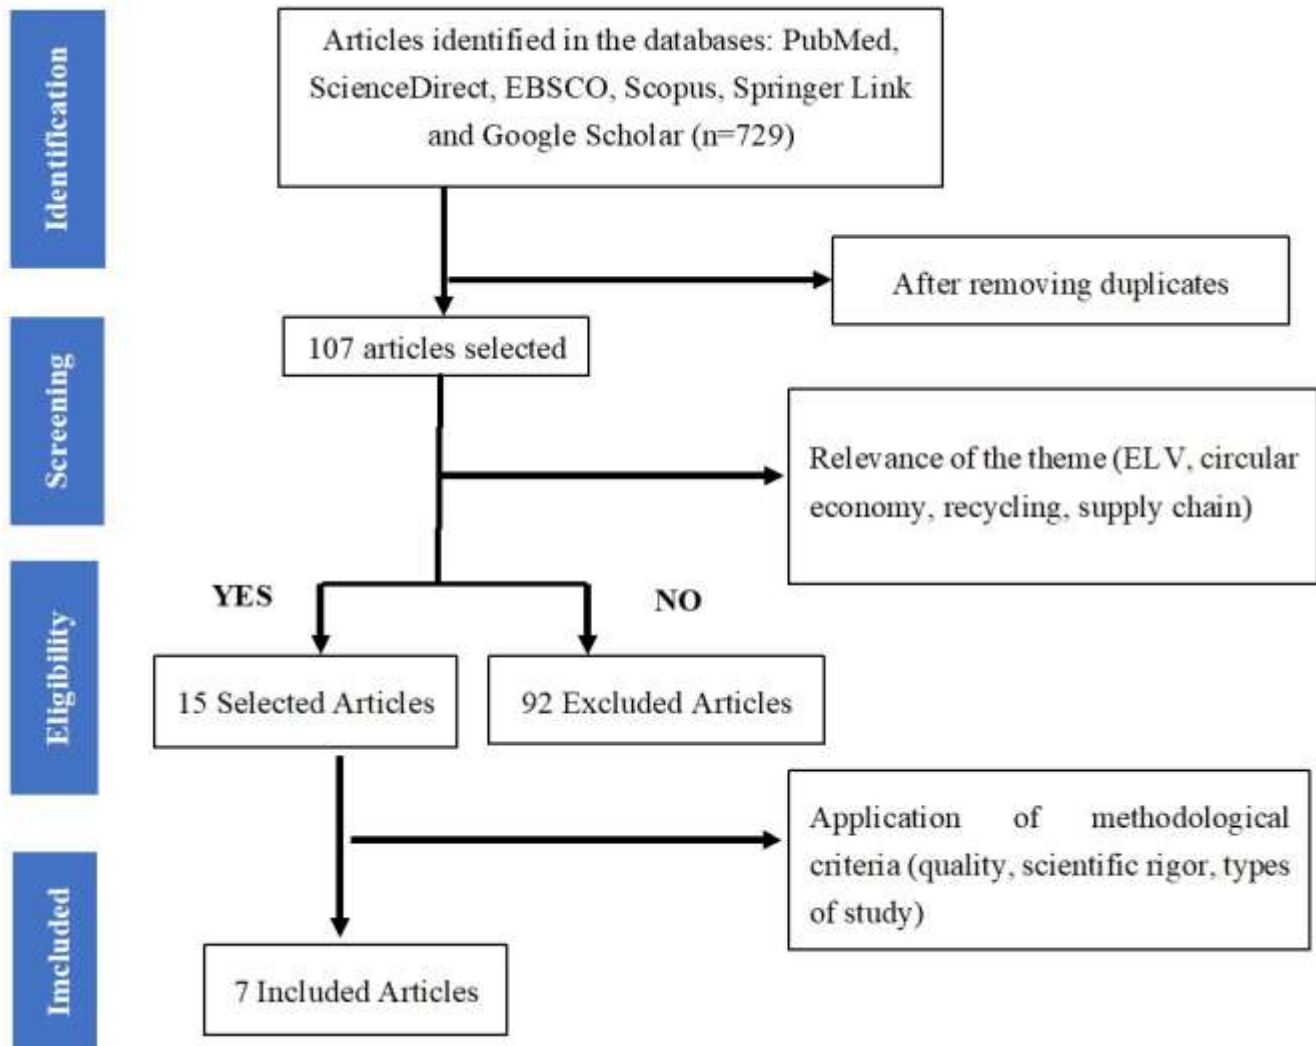 Identification
Articles identified in the databases: PubMed,
ScienceDirect, EBSCO, Scopus, Springer Link
and Google Scholar (n=729)
After removing duplicates
Screening
107 articles selected
Relevance of the theme (ELV, circular
economy, recycling, supply chain)
Eligibility
YES
NO
15 Selected Articles
92 Excluded Articles
Application of methodological
criteria (quality, scientific rigor, types
of study)
Imcluded
7 Included Articles